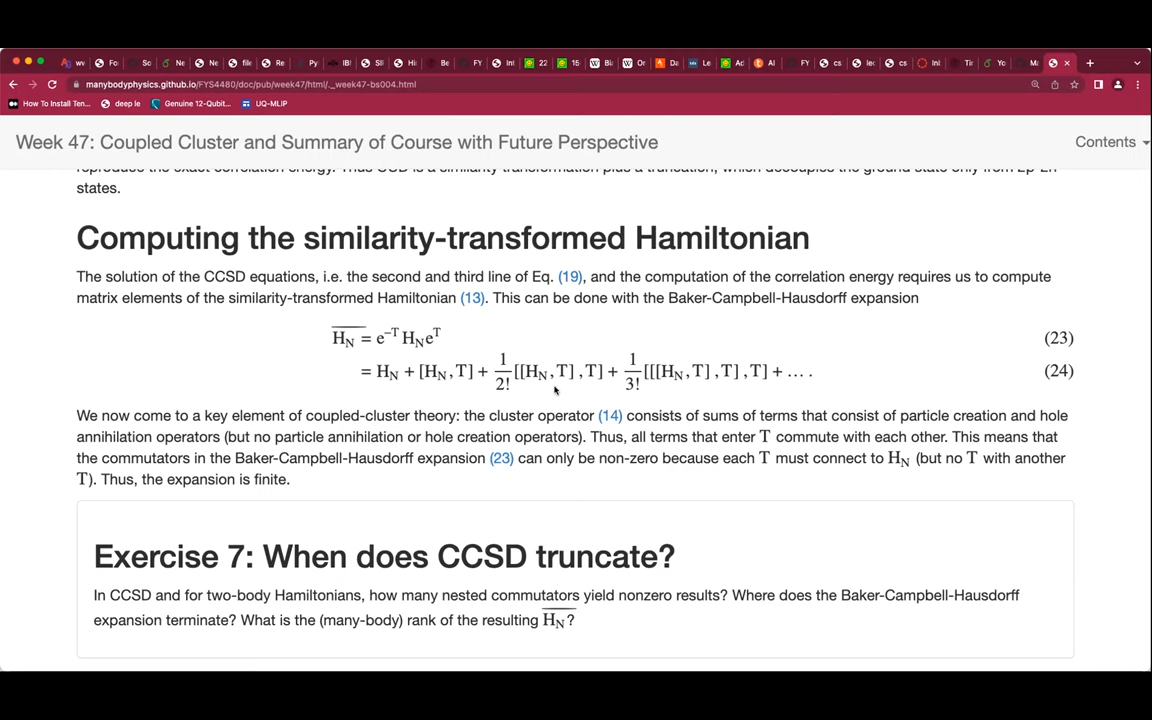 manybodyphysics.github.io/FYS4480/doc/pub/week47/html/._week47-bs004.html
How To Install Ten... deep le Genuine 12-Qubit... UQ-MLIP
Week 47: Coupled Cluster and Summary of Course with Future Perspective Contents
states.
Computing the similarity-transformed Hamiltonian
The solution of the CCSD equations, i.e. the second and third line of Eq. (19), and the computation of the correlation energy requires us to compute
matrix elements of the similarity-transformed Hamiltonian (13). This can be done with the Baker-Campbell-Hausdorff expansion
H̅_N = e^{-T} H_N e^T (23)
= H_N + [H_N, T] + 1/2! [[H_N, T], T] + 1/3! [[[H_N, T], T], T] + … . (24)
We now come to a key element of coupled-cluster theory: the cluster operator (14) consists of sums of terms that consist of particle creation and hole
annihilation operators (but no particle annihilation or hole creation operators). Thus, all terms that enter T commute with each other. This means that
the commutators in the Baker-Campbell-Hausdorff expansion (23) can only be non-zero because each T must connect to H_N (but no T with another
T). Thus, the expansion is finite.
Exercise 7: When does CCSD truncate?
In CCSD and for two-body Hamiltonians, how many nested commutators yield nonzero results? Where does the Baker-Campbell-Hausdorff
expansion terminate? What is the (many-body) rank of the resulting H̅_N?